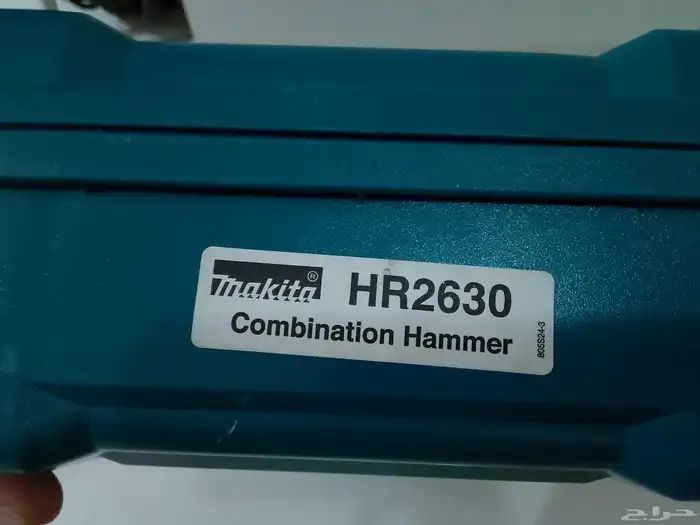 makita® HR2630
Combination Hammer
805S24-3
حراج